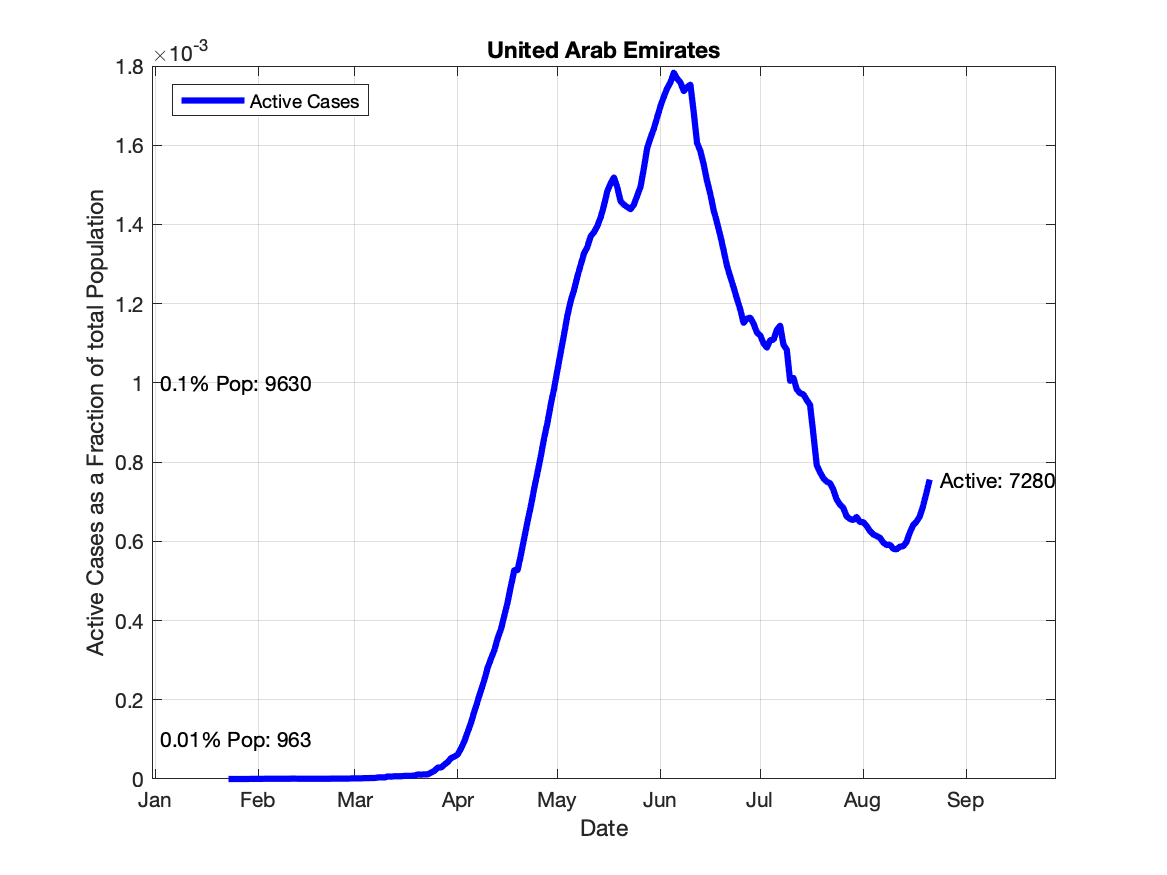 United Arab Emirates
×10-3
1.8
1.6
1.4
1.2
1
0.8
0.6
0.4
0.2
0
Active Cases
0.1% Pop: 9630
0.01% Pop: 963
Active: 7280
Active Cases as a Fraction of total Population
Jan Feb Mar Apr May Jun Jul Aug Sep
Date